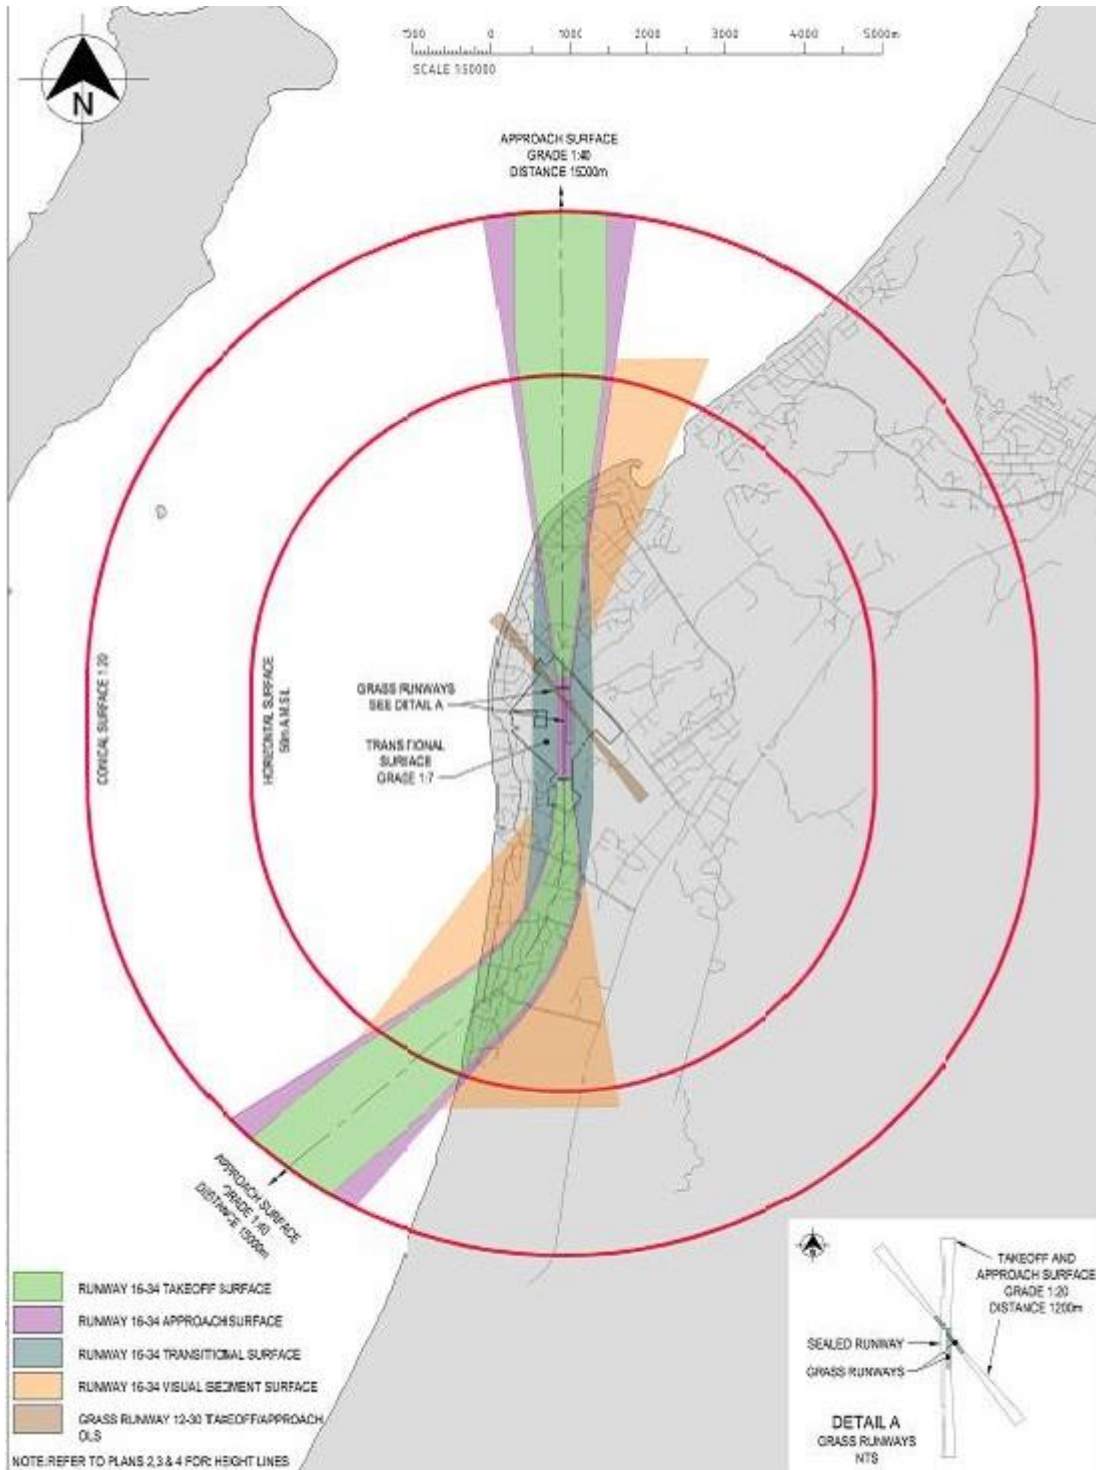 N
500 0 1000 2000 3000 4000 5000m
SCALE 1:50000
APPROACH SURFACE
GRADE 1:40
DISTANCE 15000m
CONICAL SURFACE 1:20
HORIZONTAL SURFACE
50m A.M.S.L
GRASS RUNWAYS
SEE DETAIL A
TRANSITIONAL
SURFACE
GRADE 1:7
APPROACH SURFACE
GRADE 1:40
DISTANCE 15000m
RUNWAY 16-34 TAKEOFF SURFACE
RUNWAY 16-34 APPROACH SURFACE
RUNWAY 16-34 TRANSITIONAL SURFACE
RUNWAY 16-34 VISUAL SEGMENT SURFACE
GRASS RUNWAY 12-30 TAKEOFF/APPROACH
OLS
NOTE: REFER TO PLANS 2,3 & 4 FOR HEIGHT LINES
TAKEOFF AND
APPROACH SURFACE
GRADE 1:20
DISTANCE 1200m
SEALED RUNWAY
GRASS RUNWAYS
DETAIL A
GRASS RUNWAYS
NTS